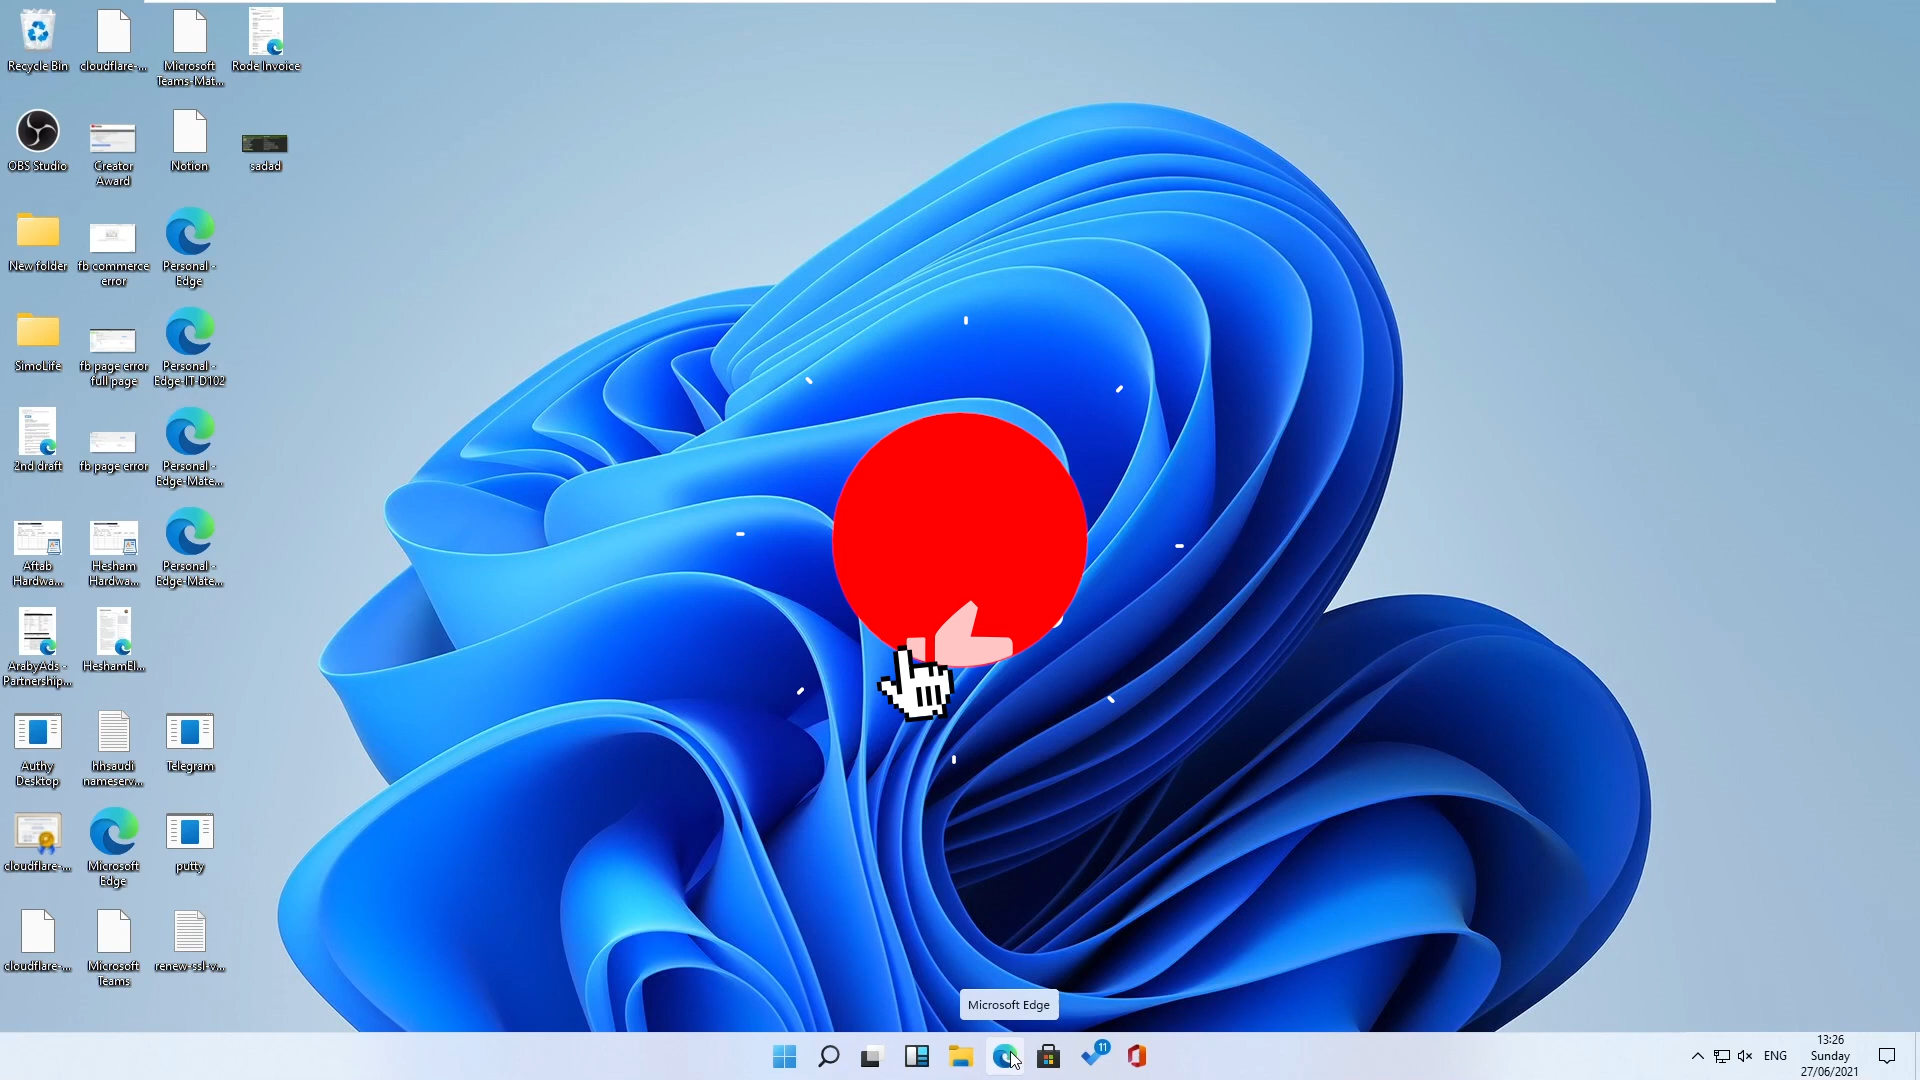 Recycle Bin
cloudflare-...
Microsoft
Teams-Mat...
Rode Invoice
OBS Studio
Creator
Award
Notion
sadad
New folder
fb commerce
error
Personal -
Edge
SimoLife
fb page error
full page
Personal -
Edge-IT-D102
2nd draft
fb page error
Personal -
Edge-Mate...
Aftab
Hardwa...
Hesham
Hardwa...
Personal -
Edge-Mate...
ArabyAds -
Partnership...
HeshamEl...
Authy
Desktop
hhsaudi
nameserv...
Telegram
cloudflare-...
Microsoft
Edge
putty
cloudflare-...
Microsoft
Teams
renew-ssl-v...
Microsoft Edge
11
ENG
13:26
Sunday
27/06/2021